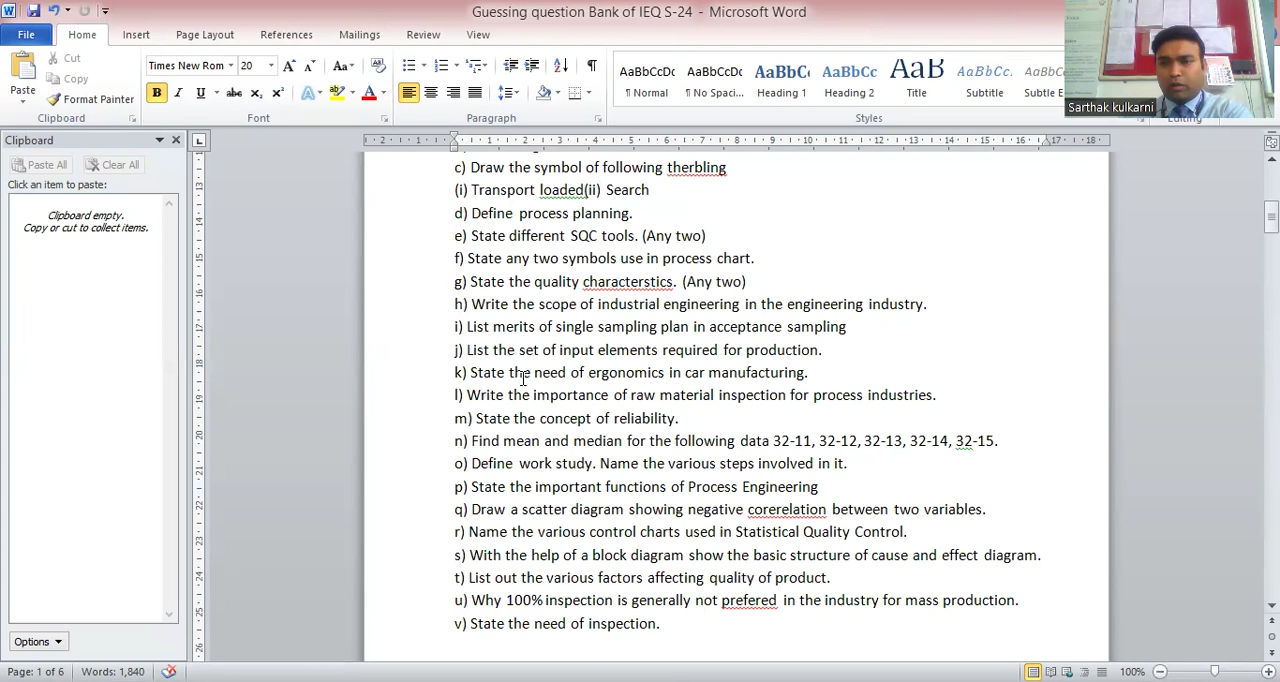 Guessing question Bank of IEQ S-24 - Microsoft Word
File Home Insert Page Layout References Mailings Review View
Cut
Copy
Paste Format Painter
Times New Rom 20
AaBbCcDc AaBbCcDc AaBbC AaBbCc AaB AaBbCcL AaBbCcD
¶ Normal ¶ No Spaci... Heading 1 Heading 2 Title Subtitle Subtle E
Clipboard Font Paragraph Styles Editing
Sarthak kulkarni
Clipboard
Paste All Clear All
Click an item to paste:
Clipboard empty.
Copy or cut to collect items.
c) Draw the symbol of following therbling
(i) Transport loaded(ii) Search
d) Define process planning.
e) State different SQC tools. (Any two)
f) State any two symbols use in process chart.
g) State the quality characterstics. (Any two)
h) Write the scope of industrial engineering in the engineering industry.
i) List merits of single sampling plan in acceptance sampling
j) List the set of input elements required for production.
k) State the need of ergonomics in car manufacturing.
l) Write the importance of raw material inspection for process industries.
m) State the concept of reliability.
n) Find mean and median for the following data 32-11, 32-12, 32-13, 32-14, 32-15.
o) Define work study. Name the various steps involved in it.
p) State the important functions of Process Engineering
q) Draw a scatter diagram showing negative corerelation between two variables.
r) Name the various control charts used in Statistical Quality Control.
s) With the help of a block diagram show the basic structure of cause and effect diagram.
t) List out the various factors affecting quality of product.
u) Why 100% inspection is generally not prefered in the industry for mass production.
v) State the need of inspection.
Options
Page: 1 of 6 Words: 1,840 100%